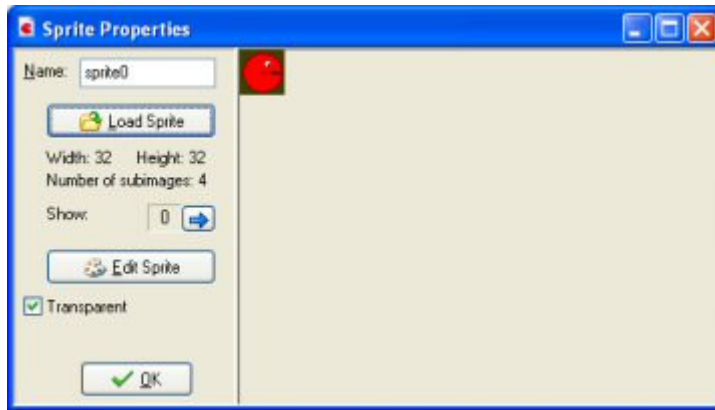 Sprite Properties
Name: sprite0
Load Sprite
Width: 32 Height: 32
Number of subimages: 4
Show: 0
Edit Sprite
Transparent
OK